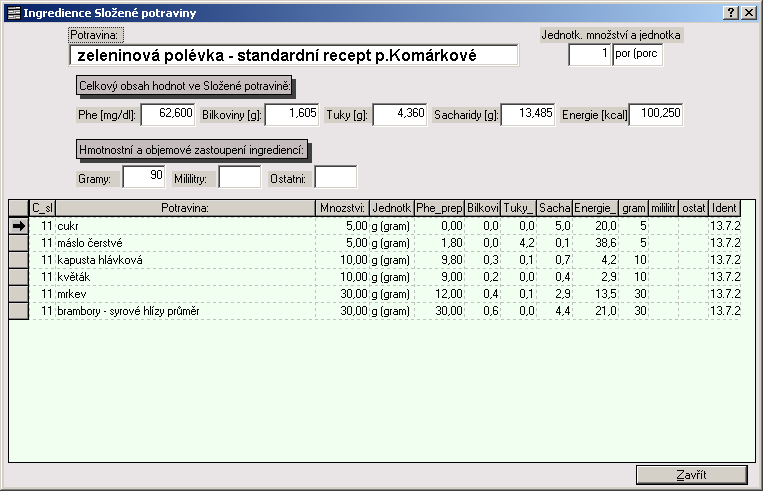 Ingredience Složené potraviny
Potravina: Jednotk. množství a jednotka
zeleninová polévka - standardní recept p.Komárkové 1 por (porc
Celkový obsah hodnot ve Složené potravině:
Phe [mg/dl]: 62,600 Bilkoviny [g]: 1,605 Tuky [g]: 4,360 Sacharidy [g]: 13,485 Energie [kcal] 100,250
Hmotnostní a objemové zastoupení ingrediencí:
Gramy: 90 Mililitry: Ostatni:
C_sl Potravina: Mnozstvi: Jednotk Phe_prep Bilkovi Tuky_ Sacha Energie_ gram mililitr ostat Ident
11 cukr 5,00 g (gram) 0,00 0,0 0,0 5,0 20,0 5 13.7.2
11 máslo čerstvé 5,00 g (gram) 1,80 0,0 4,2 0,1 38,6 5 13.7.2
11 kapusta hlávková 10,00 g (gram) 9,80 0,3 0,1 0,7 4,2 10 13.7.2
11 květák 10,00 g (gram) 9,00 0,2 0,0 0,4 2,9 10 13.7.2
11 mrkev 30,00 g (gram) 12,00 0,4 0,1 2,9 13,5 30 13.7.2
11 brambory - syrové hlízy průměr 30,00 g (gram) 30,00 0,6 0,0 4,4 21,0 30 13.7.2
Zavřít